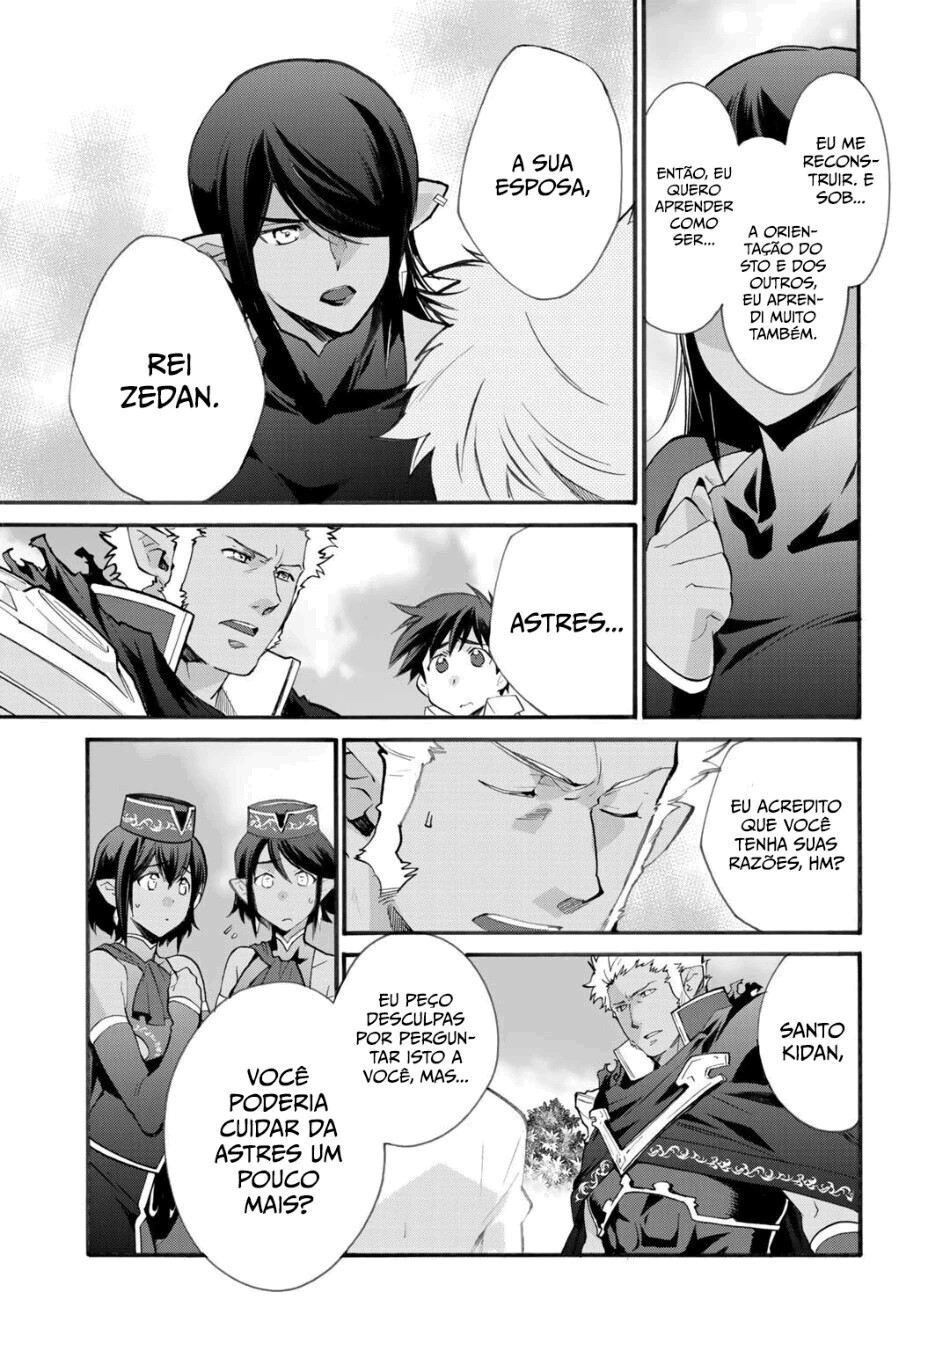 EU ME
RECONS-
TRUIR. E
SOB...
A ORIEN-
TAÇÃO DO
STO E DOS
OUTROS,
EU APREN-
DI MUITO
TAMBÉM.
ENTÃO, EU
QUERO
APRENDER
COMO
SER...
A SUA
ESPOSA,
REI
ZEDAN.
ASTRES...
EU ACREDITO
QUE VOCÊ
TENHA SUAS
RAZÕES, HM?
SANTO
KIDAN,
EU PEÇO
DESCULPAS
POR PERGUN-
TAR ISTO A
VOCÊ, MAS...
VOCÊ
PODERIA
CUIDAR DA
ASTRES UM
POUCO
MAIS?